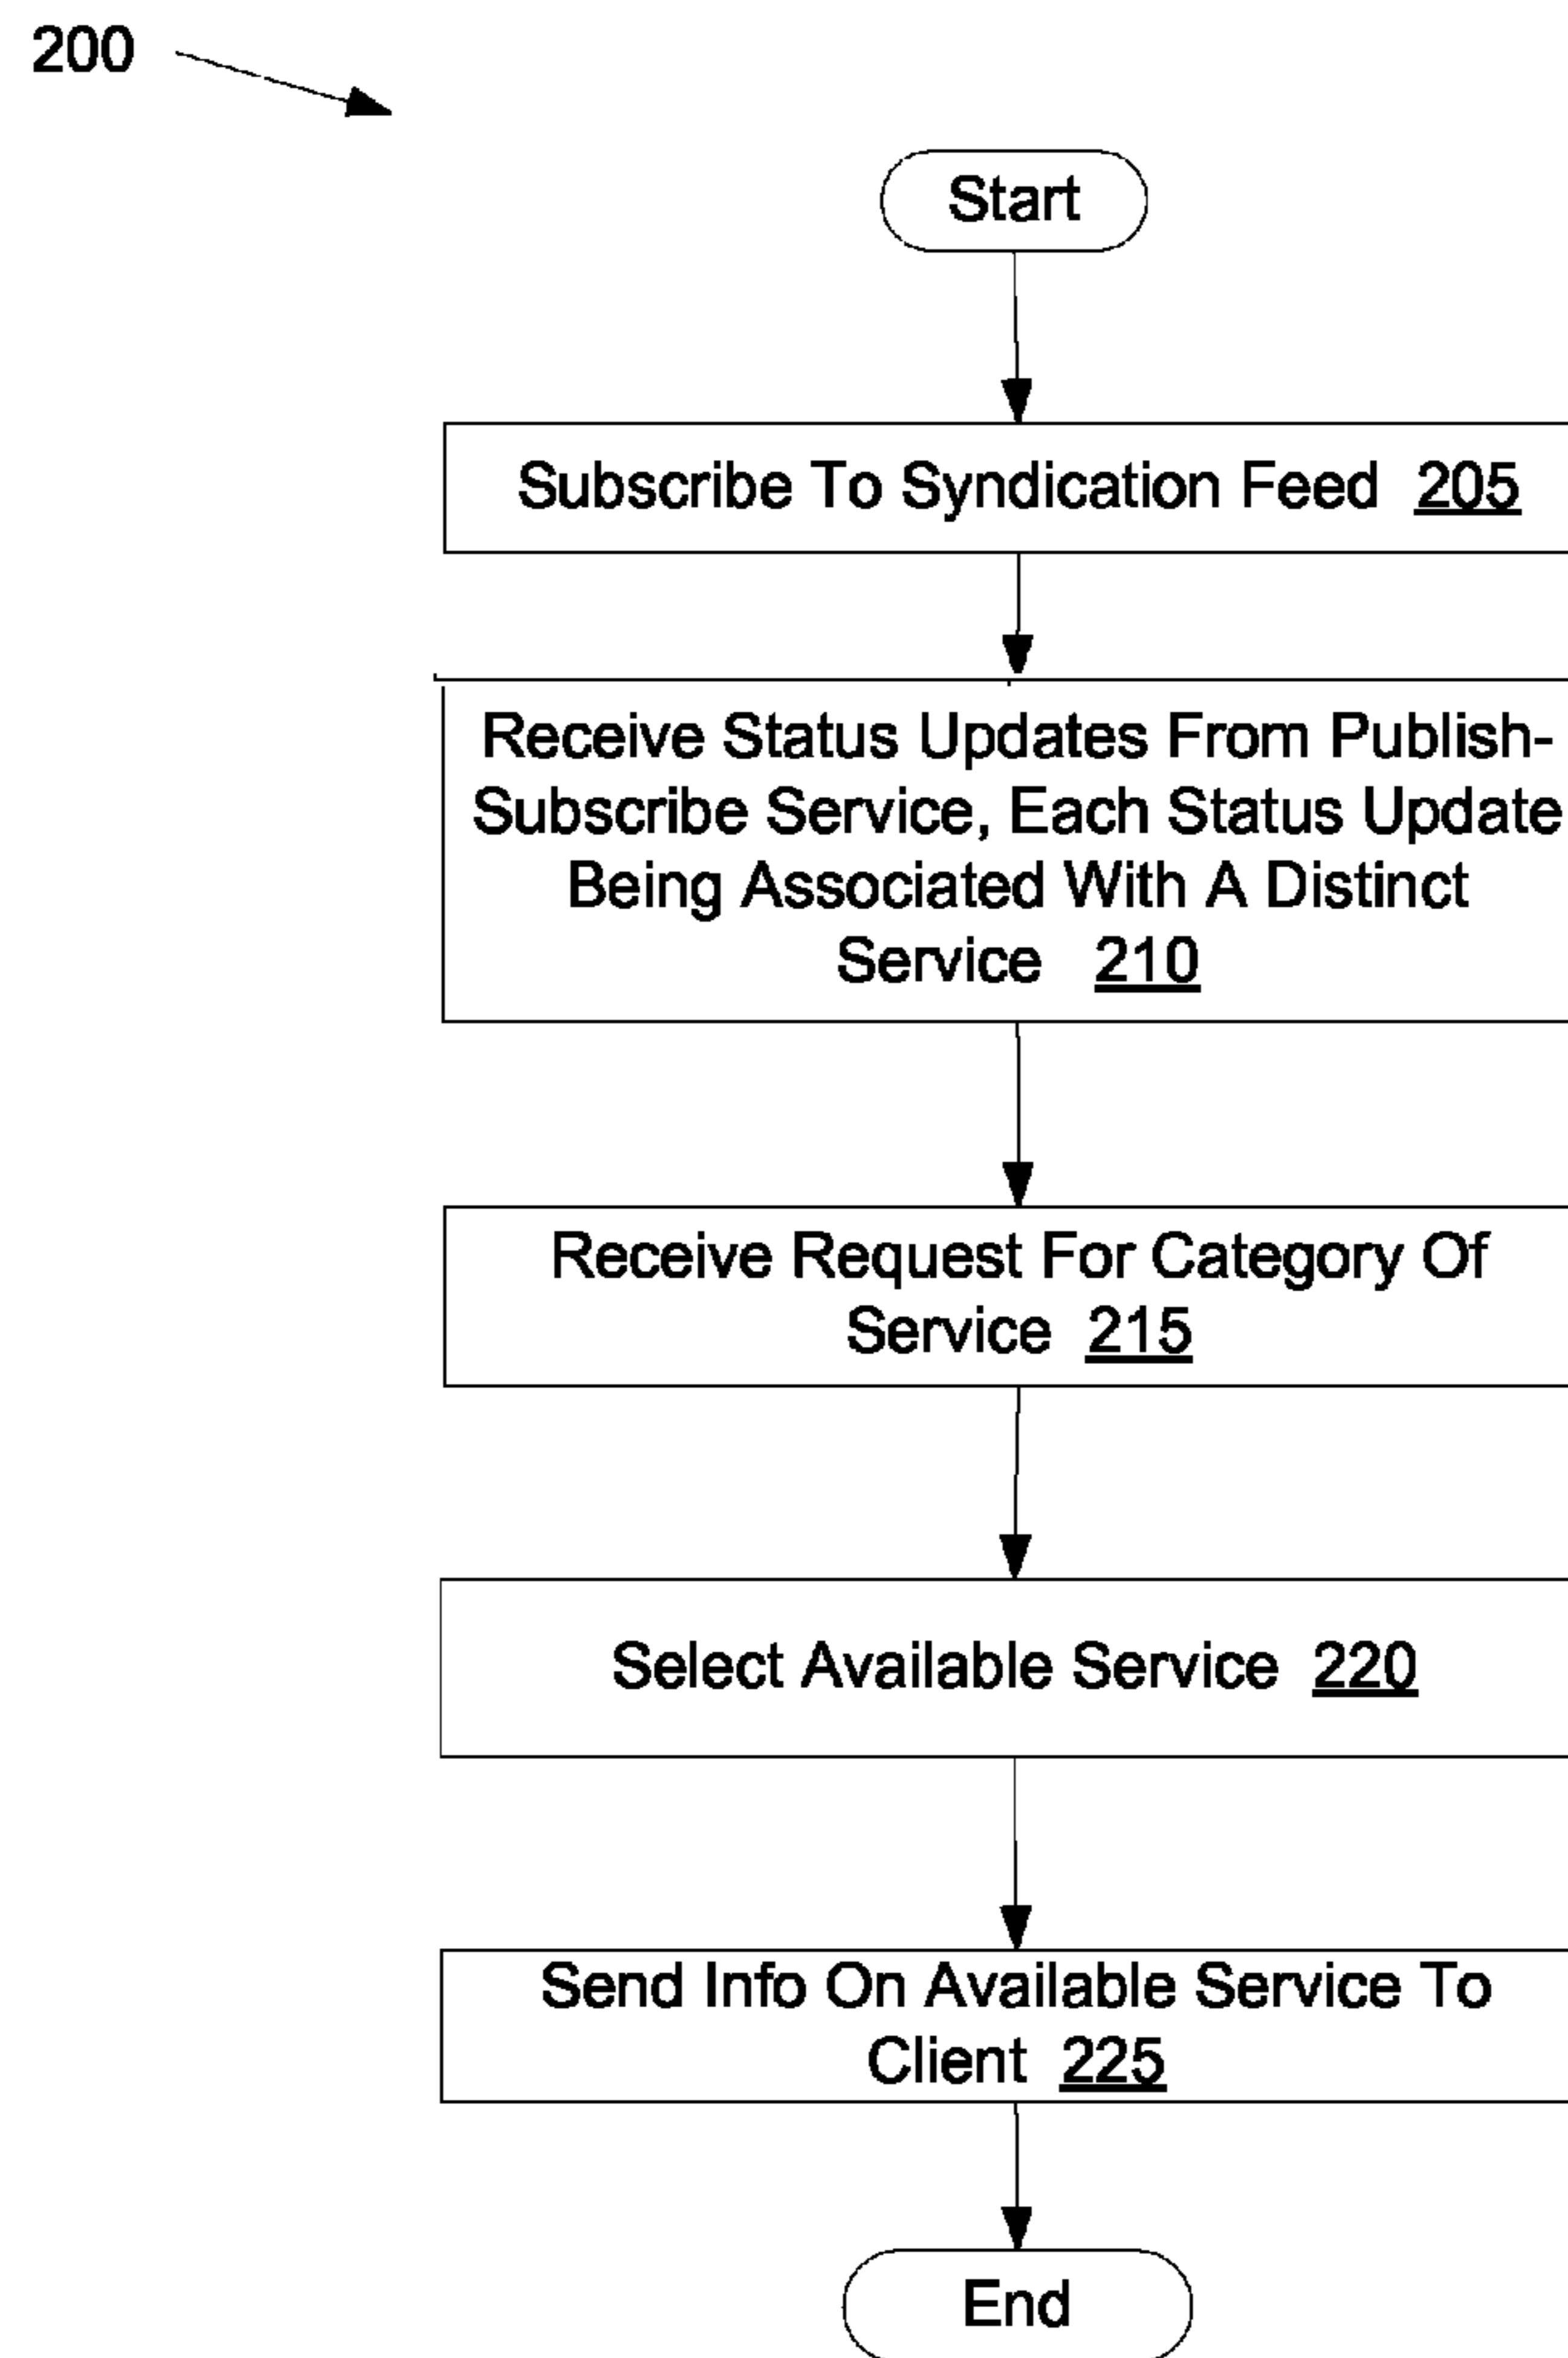 200
Start
Subscribe To Syndication Feed 205
Receive Status Updates From Publish-
Subscribe Service, Each Status Update
Being Associated With A Distinct
Service 210
Receive Request For Category Of
Service 215
Select Available Service 220
Send Info On Available Service To
Client 225
End